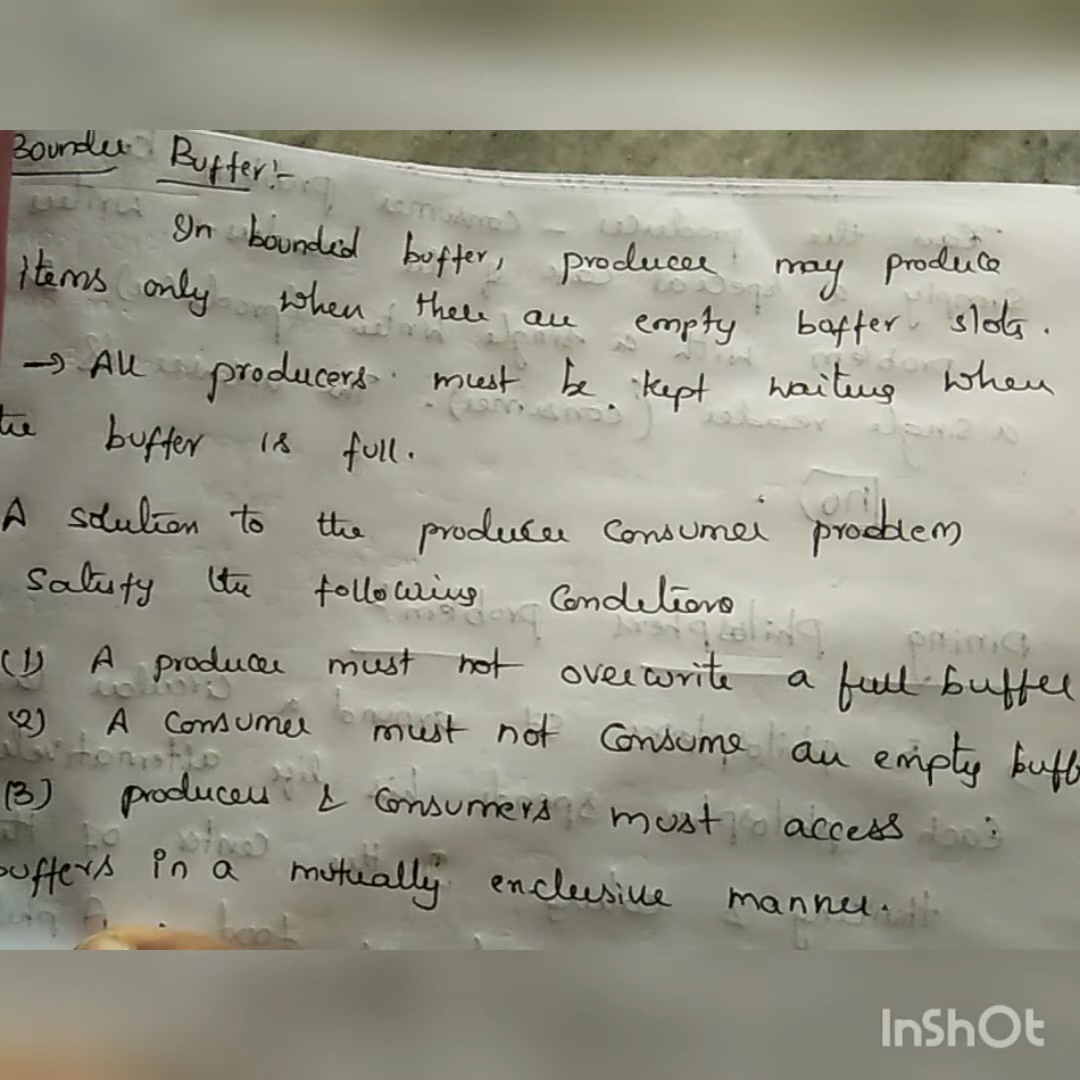 Bounded Buffer:-
In bounded buffer, producer may produce
items only when there are empty baffer slots.
→ All producers must be kept waiting when
the buffer is full.
A solution to the producer consumer problem
satisfy the following conditions
(1) A producer must not overwrite a full buffer
2) A consumer must not consume an empty buff
(3) producers & consumers must access
buffers in a mutually exclusive manner.
InShOt